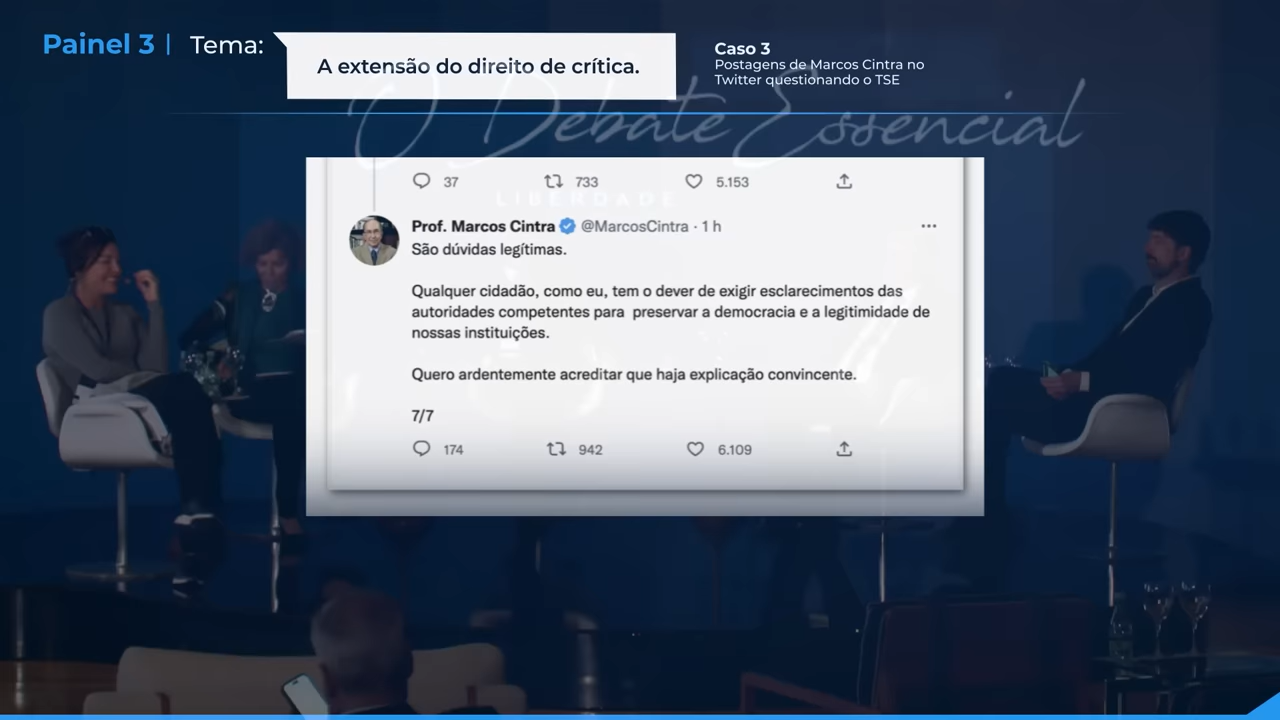 Painel 3 | Tema:
A extensão do direito de crítica.
Caso 3
Postagens de Marcos Cintra no
Twitter questionando o TSE
O Debate Essencial
LIBERDADE
37 733 5.153
Prof. Marcos Cintra @MarcosCintra · 1 h
São dúvidas legítimas.
Qualquer cidadão, como eu, tem o dever de exigir esclarecimentos das
autoridades competentes para preservar a democracia e a legitimidade de
nossas instituições.
Quero ardentemente acreditar que haja explicação convincente.
7/7
174 942 6.109